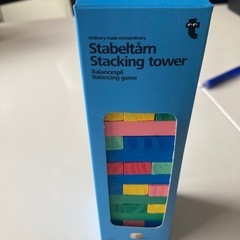 Ordinary made extraordinary
Stabeltårn
Stacking tower
Balancespil
Balancing game
t